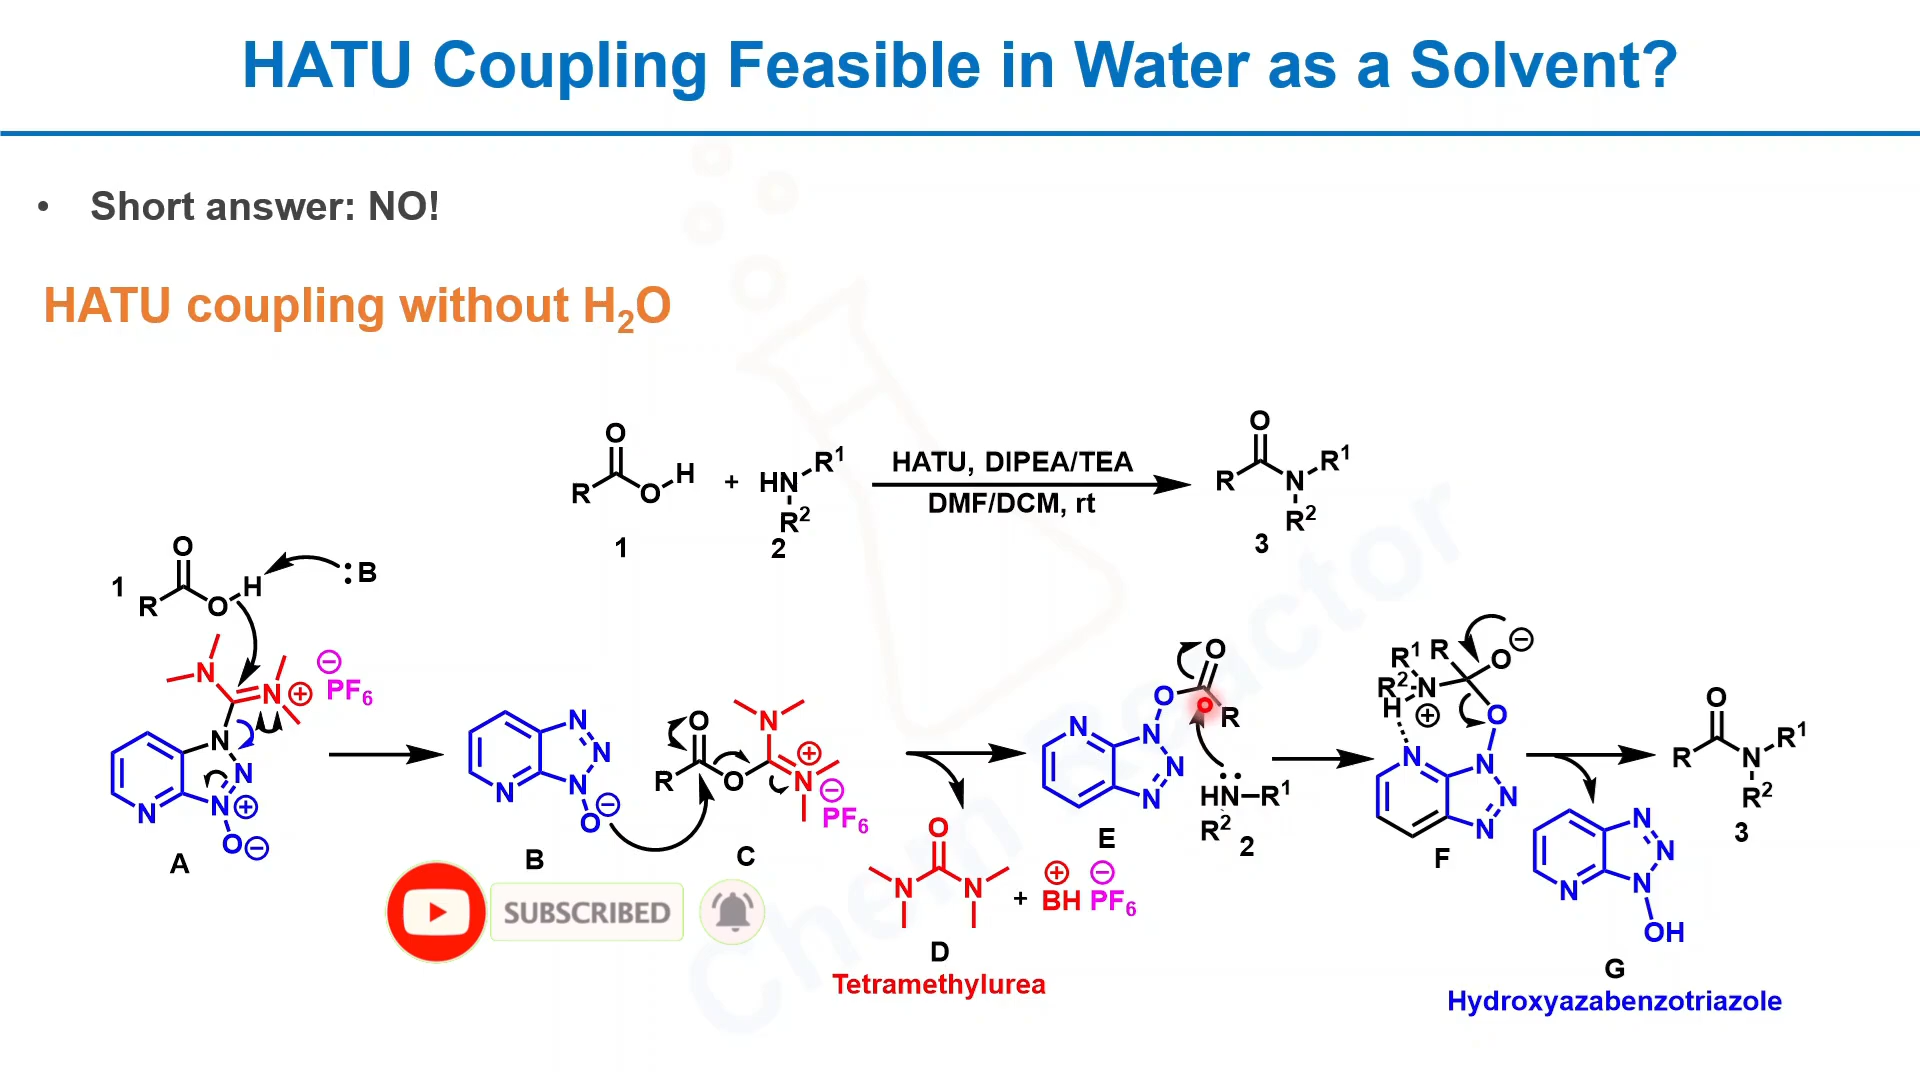 HATU Coupling Feasible in Water as a Solvent?
• Short answer: NO!
HATU coupling without H₂O
O
R O H
1
+
HN R¹
R²
2
HATU, DIPEA/TEA
DMF/DCM, rt
O
R N R¹
R²
3
1
O
R O H
:B
N N ⊕
⊖
PF₆
N
N
N N ⊕
O ⊖
A
N
N
N N
O ⊖
B
O
R O
N
N ⊕
⊖
PF₆
C
O
N N
D
Tetramethylurea
+ ⊕ ⊖
BH PF₆
O
O
R
N N
N
N
E
HN R¹
R²
2
R¹ R O ⊖
R² N
H ⊕
O
N N
N
N
F
O
R N R¹
R²
3
N
N
N N
OH
G
Hydroxyazabenzotriazole
SUBSCRIBED
Chem Reactor